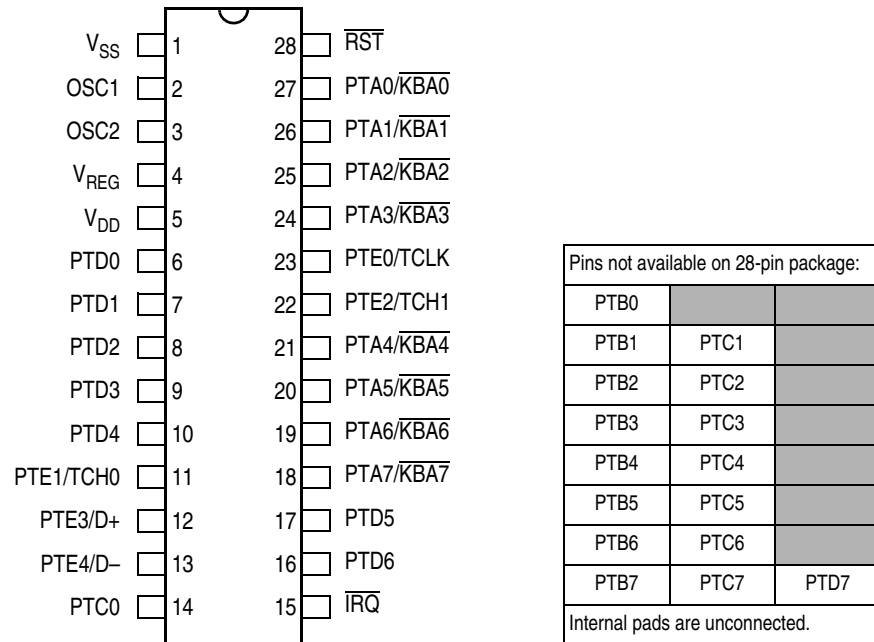 VSS 1 28 RST
OSC1 2 27 PTA0/KBA0
OSC2 3 26 PTA1/KBA1
VREG 4 25 PTA2/KBA2
VDD 5 24 PTA3/KBA3
PTD0 6 23 PTE0/TCLK
PTD1 7 22 PTE2/TCH1
PTD2 8 21 PTA4/KBA4
PTD3 9 20 PTA5/KBA5
PTD4 10 19 PTA6/KBA6
PTE1/TCH0 11 18 PTA7/KBA7
PTE3/D+ 12 17 PTD5
PTE4/D– 13 16 PTD6
PTC0 14 15 IRQ
Pins not available on 28-pin package:
PTB0
PTB1 PTC1
PTB2 PTC2
PTB3 PTC3
PTB4 PTC4
PTB5 PTC5
PTB6 PTC6
PTB7 PTC7 PTD7
Internal pads are unconnected.